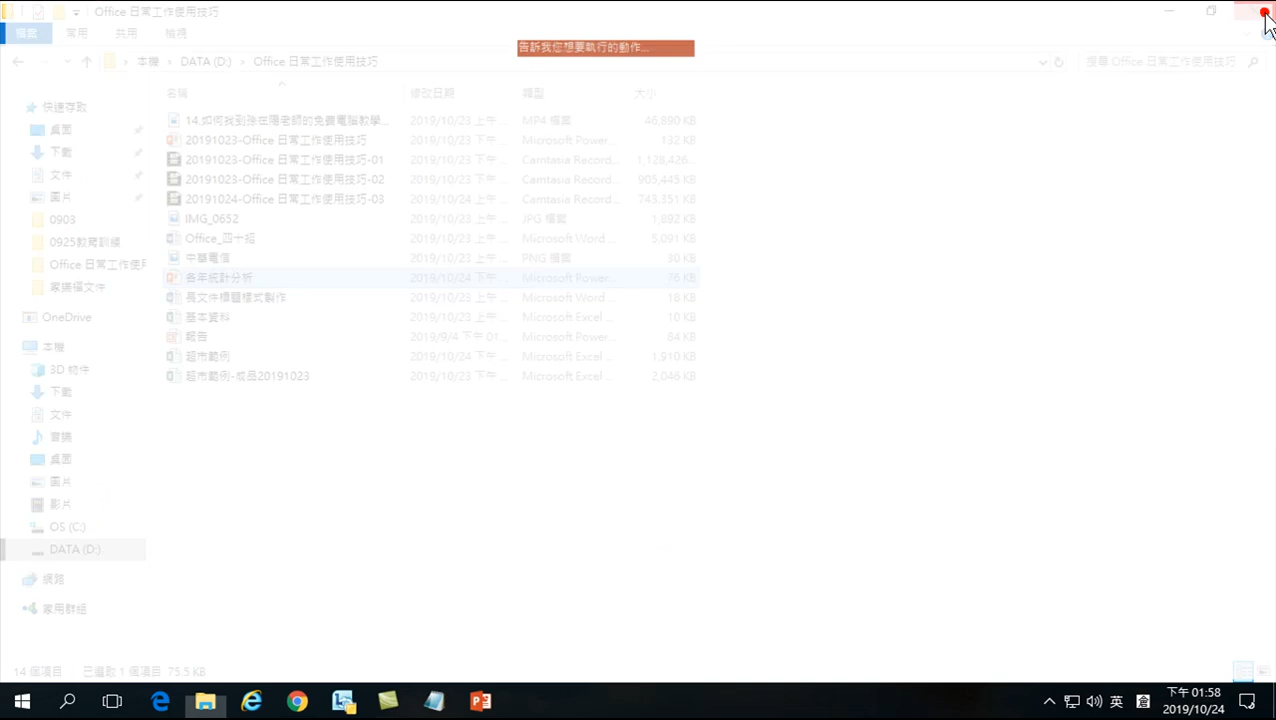 Office 日常工作使用技巧
檔案 常用 共用 檢視
告訴我您想要執行的動作...
本機 DATA (D:) Office 日常工作使用技巧 搜尋 Office 日常工作使用技巧
名稱 修改日期 類型 大小
快速存取
桌面
下載
文件
圖片
0903
0925教育訓練
Office 日常工作使用
家購檔文件
OneDrive
本機
3D 物件
下載
文件
音樂
桌面
圖片
影片
OS (C:)
DATA (D:)
網路
家用群組
14.如何找到孫在陽老師的免費電腦教學... 2019/10/23 上午 ... MP4 檔案 46,890 KB
20191023-Office 日常工作使用技巧 2019/10/23 上午 ... Microsoft Power... 132 KB
20191023-Office 日常工作使用技巧-01 2019/10/23 上午 ... Camtasia Record... 1,128,426...
20191023-Office 日常工作使用技巧-02 2019/10/23 下午 ... Camtasia Record... 905,445 KB
20191024-Office 日常工作使用技巧-03 2019/10/24 上午 ... Camtasia Record... 743,351 KB
IMG_0652 2019/10/23 上午 ... JPG 檔案 1,892 KB
Office_四十招 2019/10/23 上午 ... Microsoft Word ... 5,091 KB
中華電信 2019/10/23 上午 ... PNG 檔案 30 KB
各年統計分析 2019/10/24 下午 ... Microsoft Power... 76 KB
長文件標題樣式製作 2019/10/23 上午 ... Microsoft Word ... 18 KB
基本資料 2019/10/23 上午 ... Microsoft Excel ... 10 KB
報告 2019/9/4 下午 01... Microsoft Power... 84 KB
超市範例 2019/10/24 下午 ... Microsoft Excel ... 1,910 KB
超市範例-成品20191023 2019/10/23 下午 ... Microsoft Excel ... 2,046 KB
14 個項目 已選取 1 個項目 75.5 KB
英 倉 下午 01:58
2019/10/24